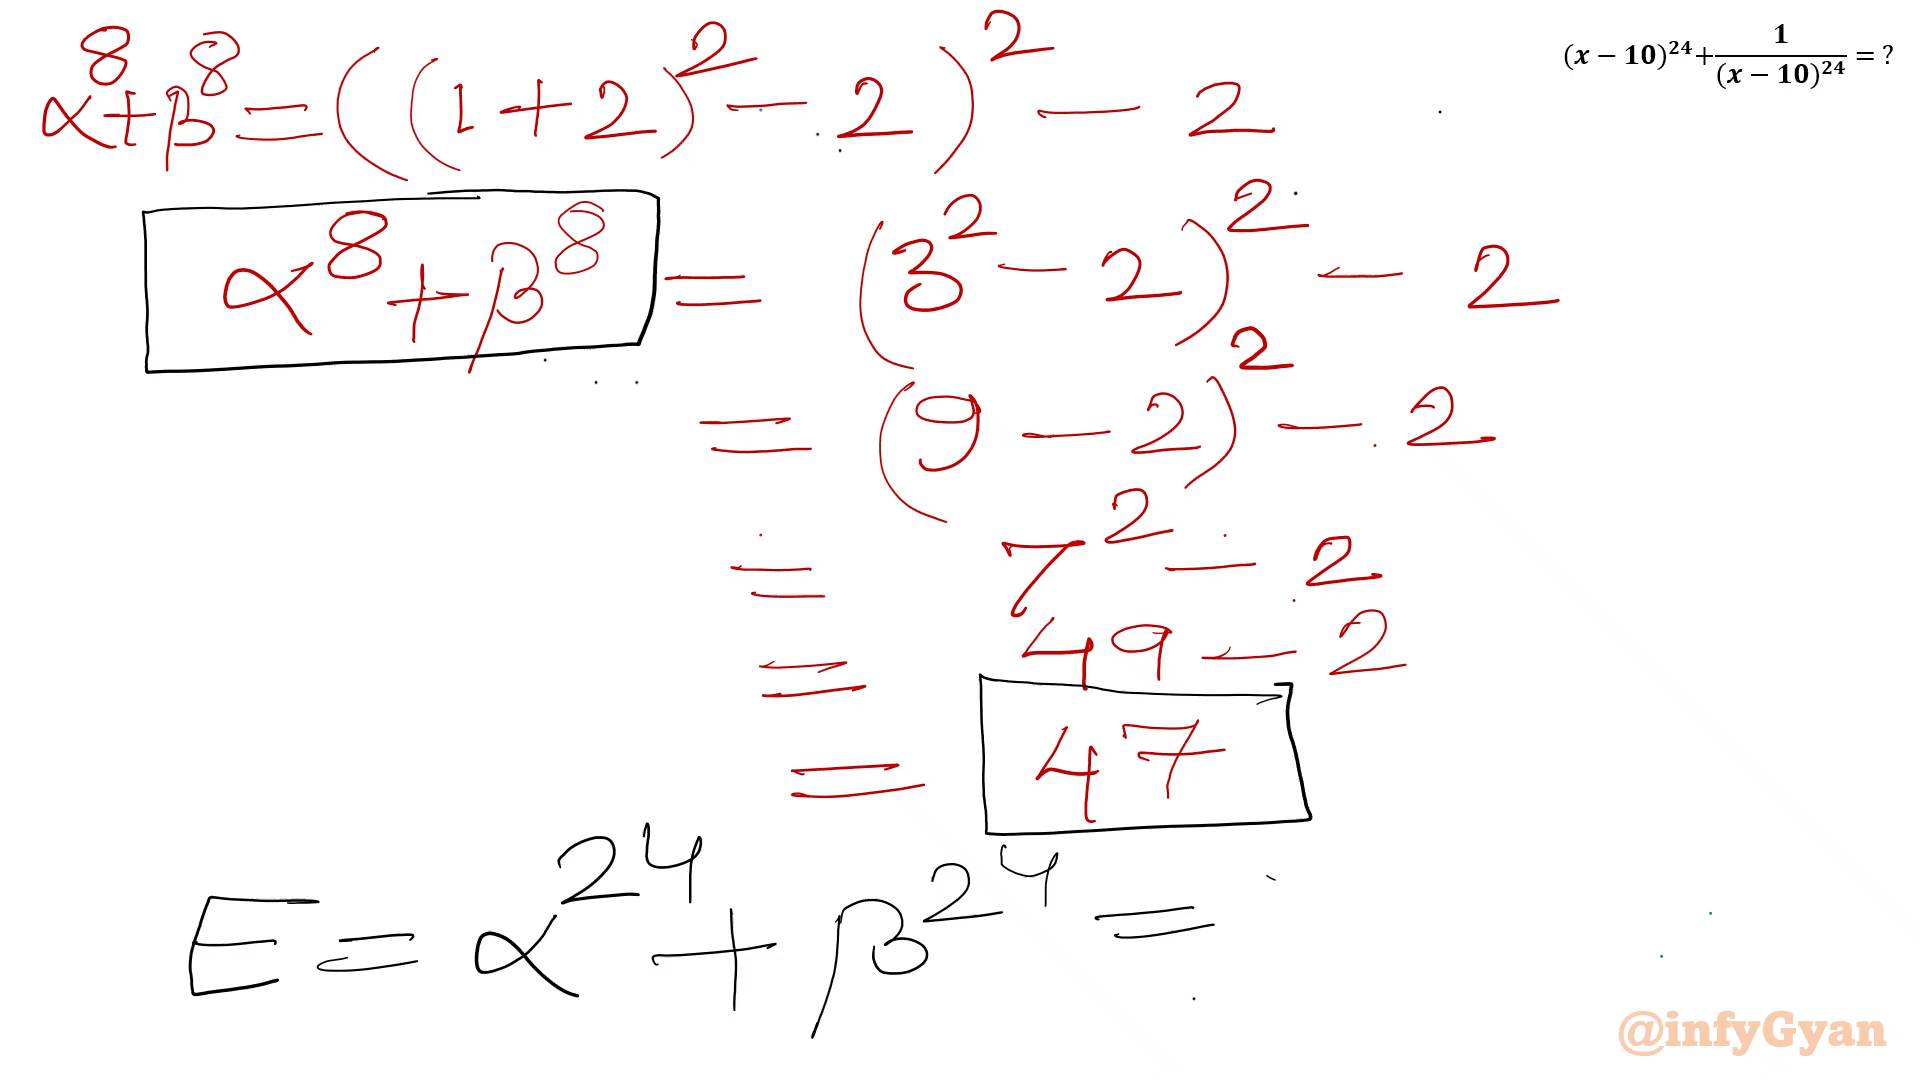 α⁸+β⁸=((1+2)²-2)²-2
(x − 10)²⁴+1/(x − 10)²⁴ = ?
α⁸+β⁸ = (3²-2)²-2
= (9-2)²-2
= 7²-2
= 49-2
= 47
E = α²⁴+β²⁴ =
@infyGyan